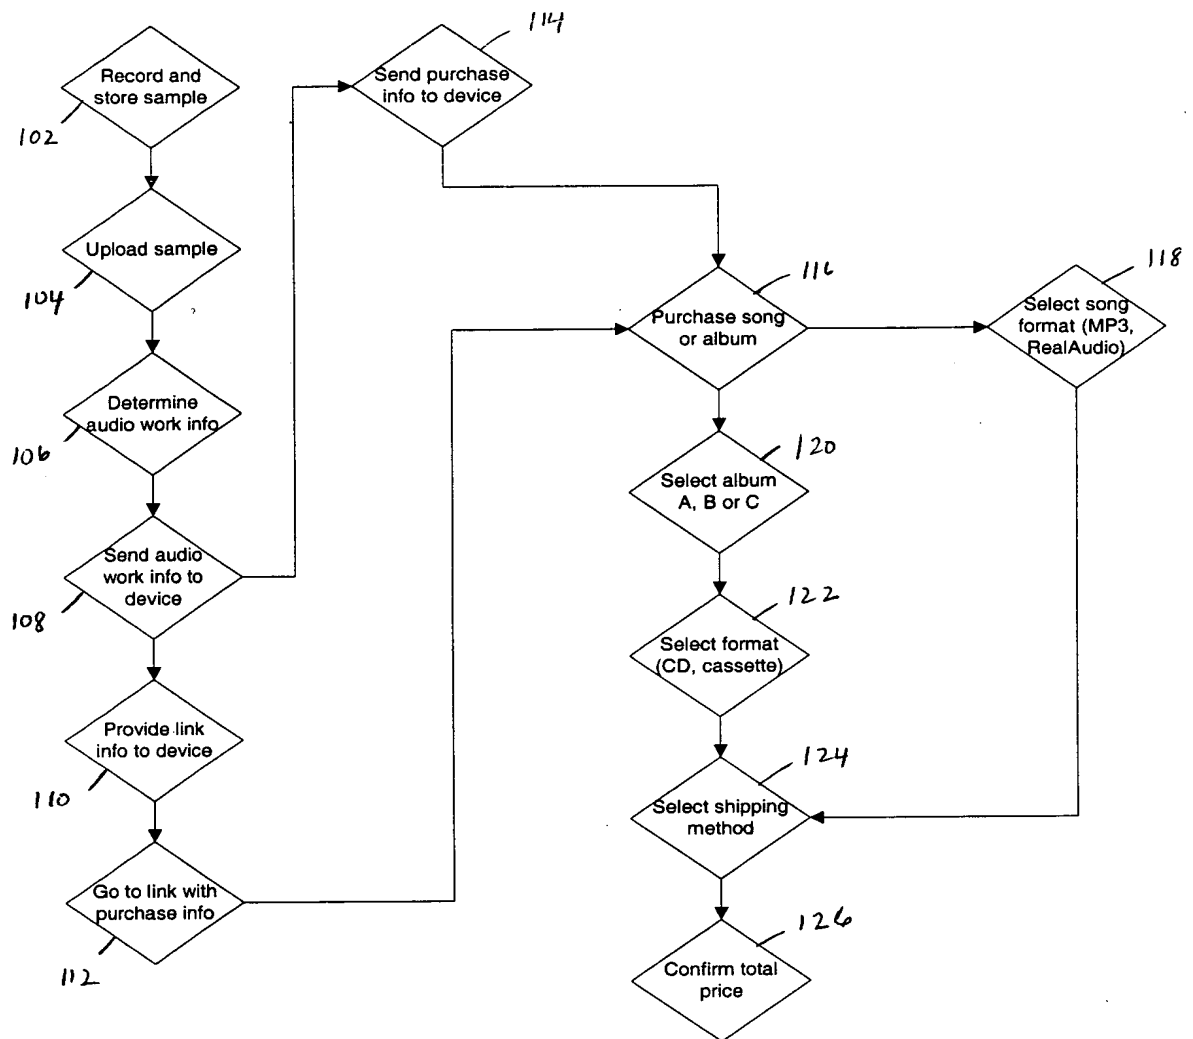 Record and
store sample
102
Upload sample
104
Determine
audio work info
106
Send audio
work info to
device
108
Provide link
info to device
110
Go to link with
purchase info
112
Send purchase
info to device
114
Purchase song
or album
116
Select song
format (MP3,
RealAudio)
118
Select album
A, B or C
120
Select format
(CD, cassette)
122
Select shipping
method
124
Confirm total
price
126